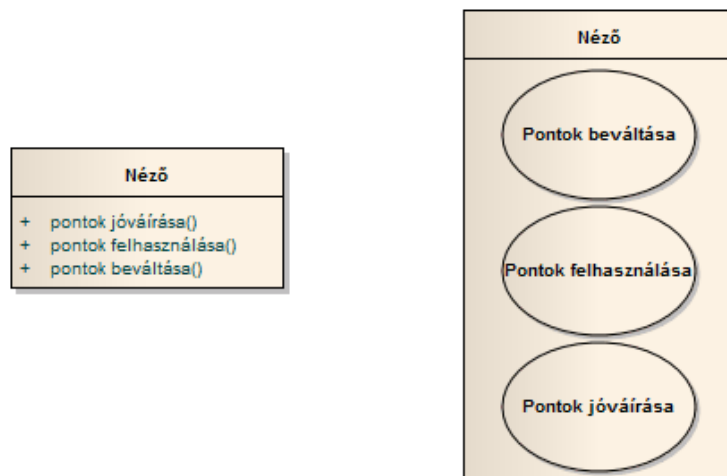 Néző
+ pontok jóváírása()
+ pontok felhasználása()
+ pontok beváltása()
Néző
Pontok beváltása
Pontok felhasználása
Pontok jóváírása